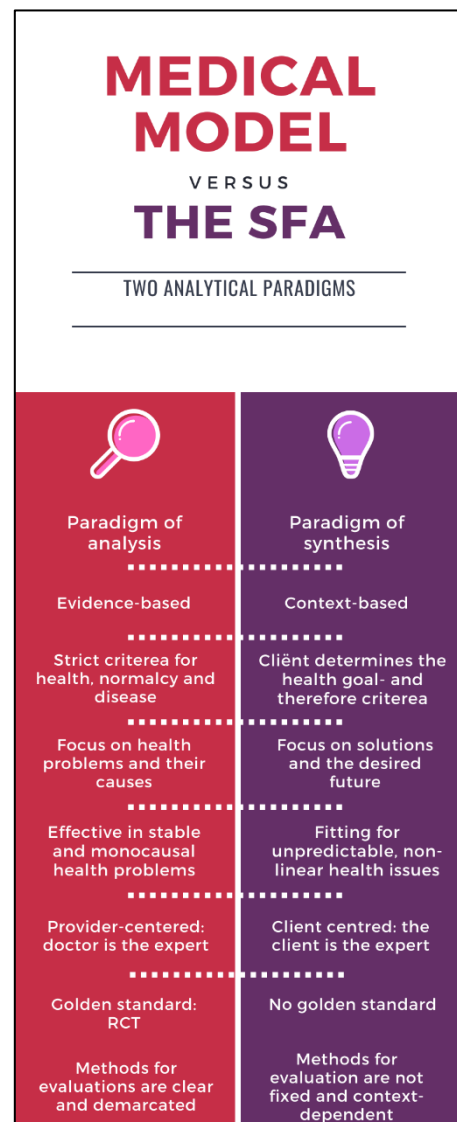 MEDICAL
MODEL
VERSUS
THE SFA
TWO ANALYTICAL PARADIGMS
Paradigm of
analysis
Paradigm of
synthesis
Evidence-based
Context-based
Strict criterea for
health, normalcy and
disease
Cliënt determines the
health goal- and
therefore criterea
Focus on health
problems and their
causes
Focus on solutions
and the desired
future
Effective in stable
and monocausal
health problems
Fitting for
unpredictable, non-
linear health issues
Provider-centered:
doctor is the expert
Client centred: the
client is the expert
Golden standard:
RCT
No golden standard
Methods for
evaluations are clear
and demarcated
Methods for
evaluation are not
fixed and context-
dependent